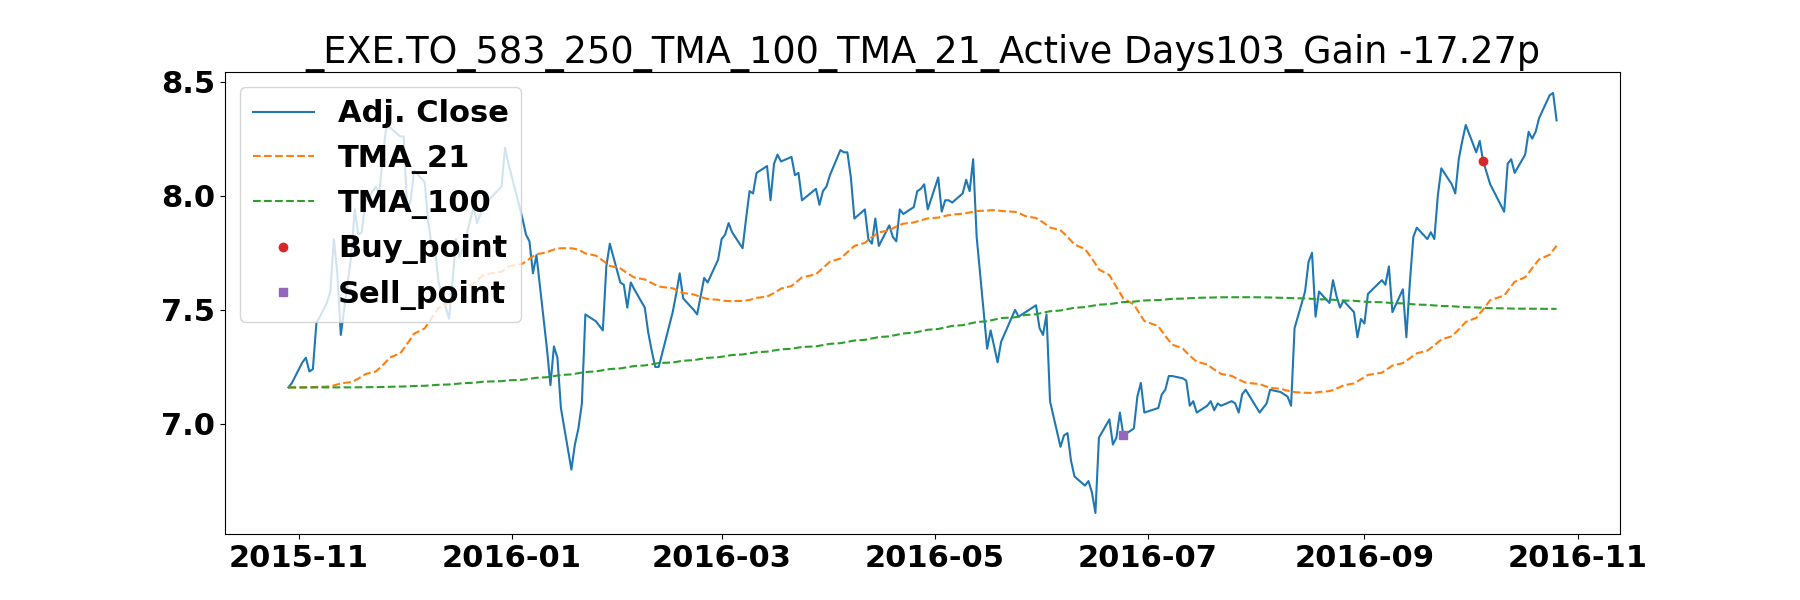 _EXE.TO_583_250_TMA_100_TMA_21_Active Days103_Gain -17.27p
8.5
8.0
7.5
7.0
Adj. Close
TMA_21
TMA_100
Buy_point
Sell_point
2015-11 2016-01 2016-03 2016-05 2016-07 2016-09 2016-11